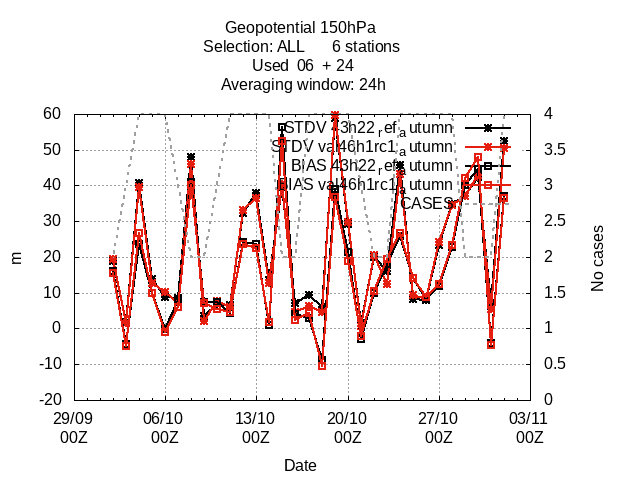 Geopotential 150hPa
Selection: ALL 6 stations
Used 06 + 24
Averaging window: 24h
60 4
STDV 43h22_ref_autumn
50 3.5
STDV val46h1rc1_autumn
BIAS 43h22_ref_autumn
40 3
BIAS val46h1rc1_autumn
CASES
30 2.5
20 2
m
No cases
10 1.5
0 1
-10 0.5
-20 0
29/09 06/10 13/10 20/10 27/10 03/11
00Z 00Z 00Z 00Z 00Z 00Z
Date